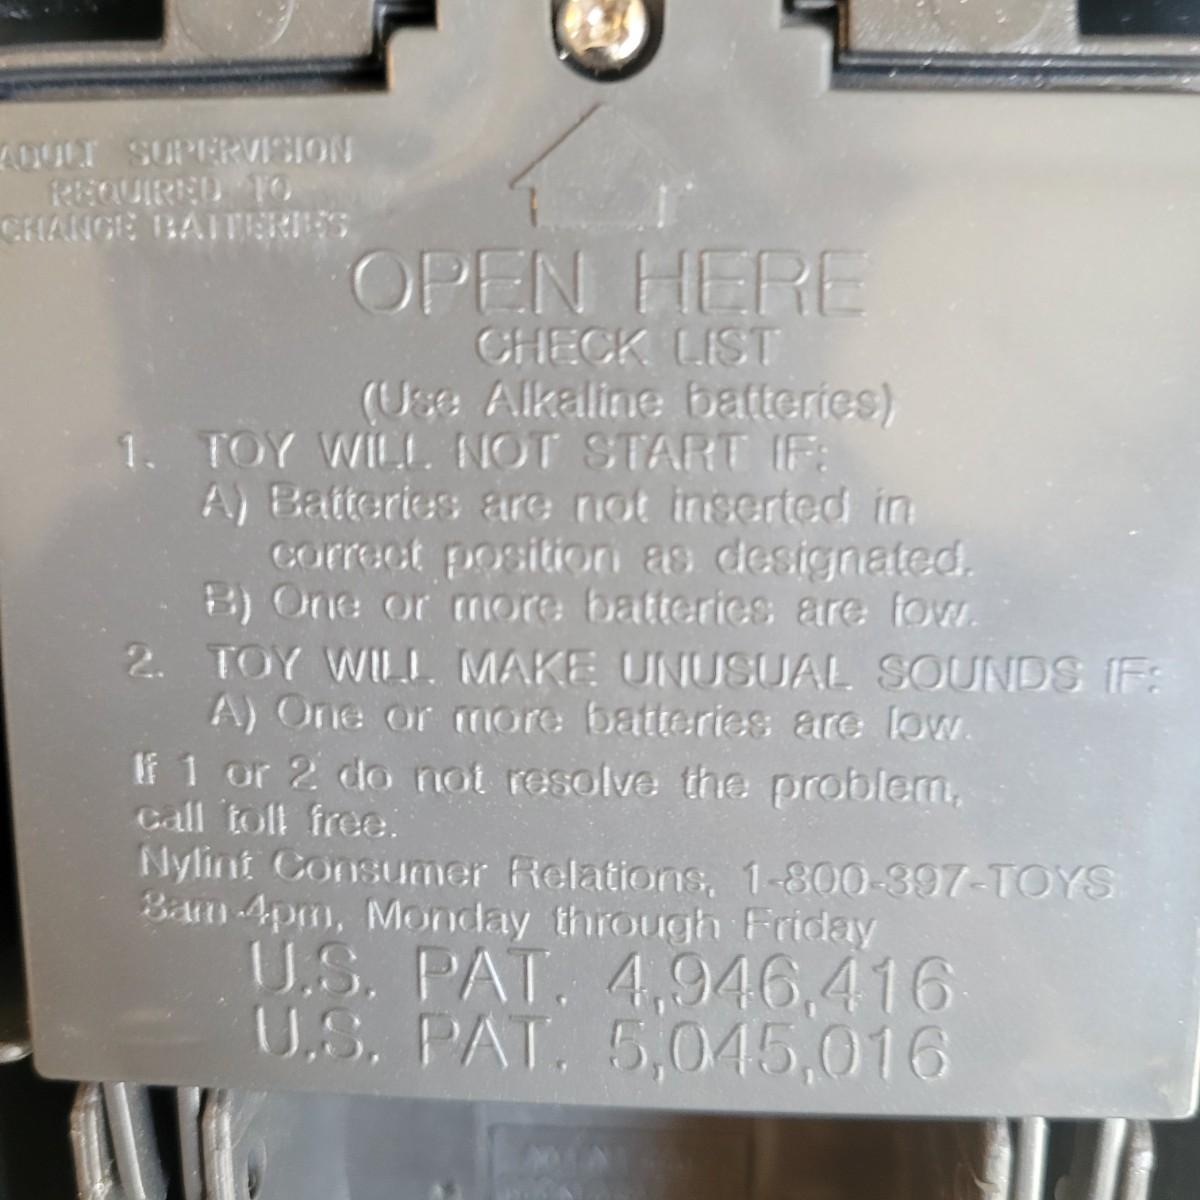 ADULT SUPERVISION
REQUIRED TO
CHANGE BATTERIES
OPEN HERE
CHECK LIST
(Use Alkaline batteries)
1. TOY WILL NOT START IF:
A) Batteries are not inserted in
correct position as designated.
B) One or more batteries are low.
2. TOY WILL MAKE UNUSUAL SOUNDS IF:
A) One or more batteries are low.
If 1 or 2 do not resolve the problem,
call toll free.
Nylint Consumer Relations, 1-800-397-TOYS
8am-4pm, Monday through Friday
U.S. PAT. 4,946,416
U.S. PAT. 5,045,016